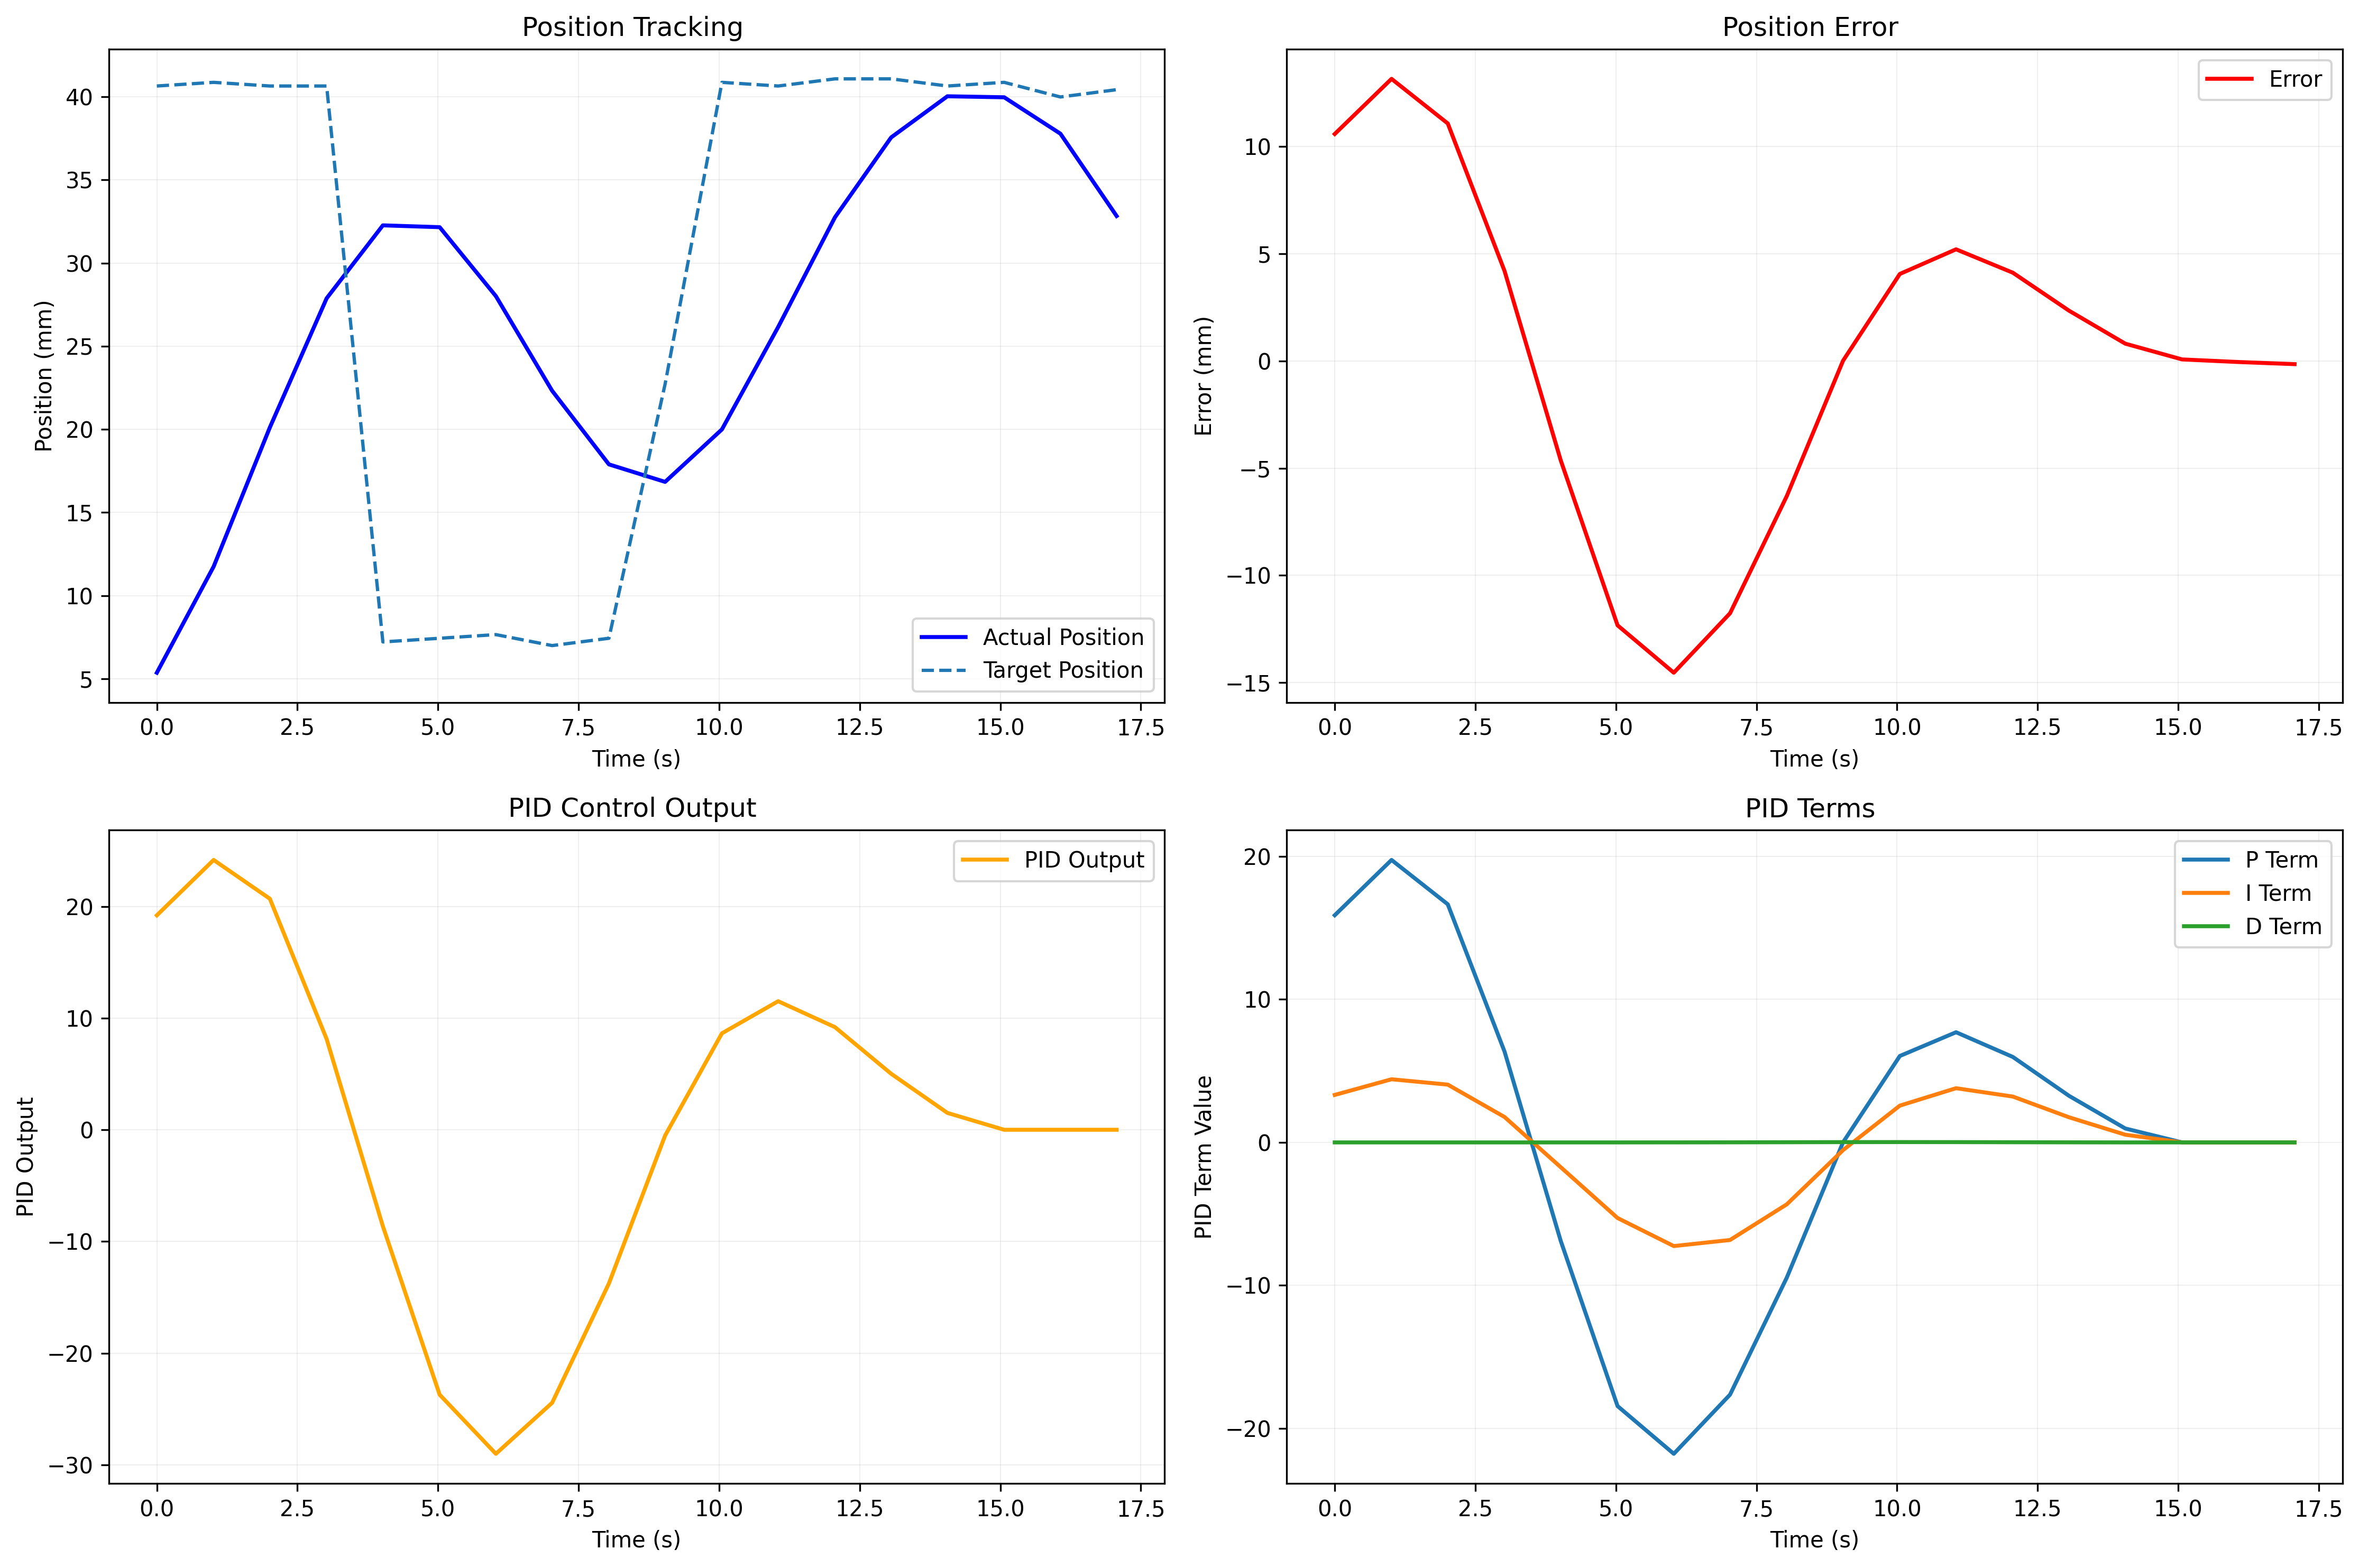 Position Tracking
Position (mm)
40
35
30
25
20
15
10
5
Actual Position
Target Position
0.0 2.5 5.0 7.5 10.0 12.5 15.0 17.5
Time (s)
Position Error
Error (mm)
10
5
0
−5
−10
−15
Error
0.0 2.5 5.0 7.5 10.0 12.5 15.0 17.5
Time (s)
PID Control Output
PID Output
20
10
0
−10
−20
−30
PID Output
0.0 2.5 5.0 7.5 10.0 12.5 15.0 17.5
Time (s)
PID Terms
PID Term Value
20
10
0
−10
−20
P Term
I Term
D Term
0.0 2.5 5.0 7.5 10.0 12.5 15.0 17.5
Time (s)